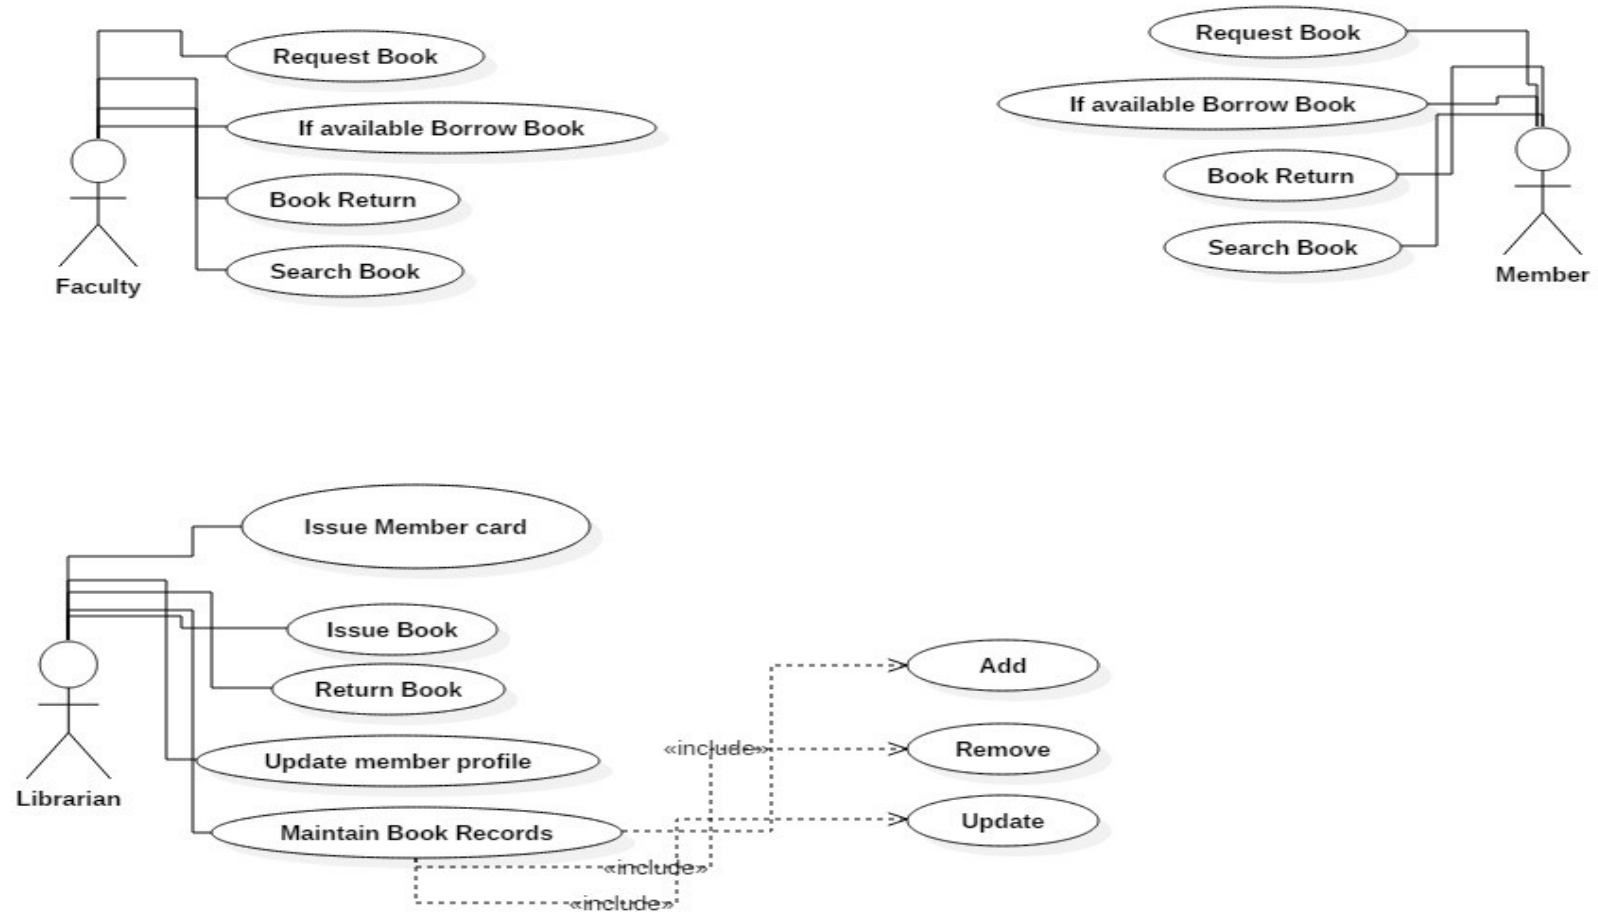 Request Book
If available Borrow Book
Book Return
Search Book
Faculty
Request Book
If available Borrow Book
Book Return
Search Book
Member
Issue Member card
Issue Book
Return Book
Update member profile
Maintain Book Records
Librarian
«include»
«include»
«include»
Add
Remove
Update